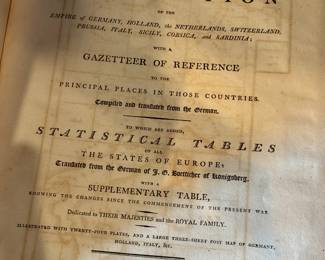 OF THE
EMPIRE OF GERMANY, HOLLAND, the NETHERLANDS, SWITZERLAND,
PRUSSIA, ITALY, SICILY, CORSICA, and SARDINIA:
WITH A
GAZETTEER OF REFERENCE
TO THE
PRINCIPAL PLACES IN THOSE COUNTRIES.
Compiled and translated from the German.
TO WHICH ARE ADDED,
STATISTICAL TABLES
OF ALL
THE STATES OF EUROPE;
Translated from the German of J. G. Boetticher of Konigsberg.
WITH A
SUPPLEMENTARY TABLE,
SHOWING THE CHANGES SINCE THE COMMENCEMENT OF THE PRESENT WAR
Dedicated to THEIR MAJESTIES and the ROYAL FAMILY.
ILLUSTRATED WITH TWENTY-FOUR PLATES, AND A LARGE THREE-SHEET POST MAP OF GERMANY,
HOLLAND, ITALY, &c.